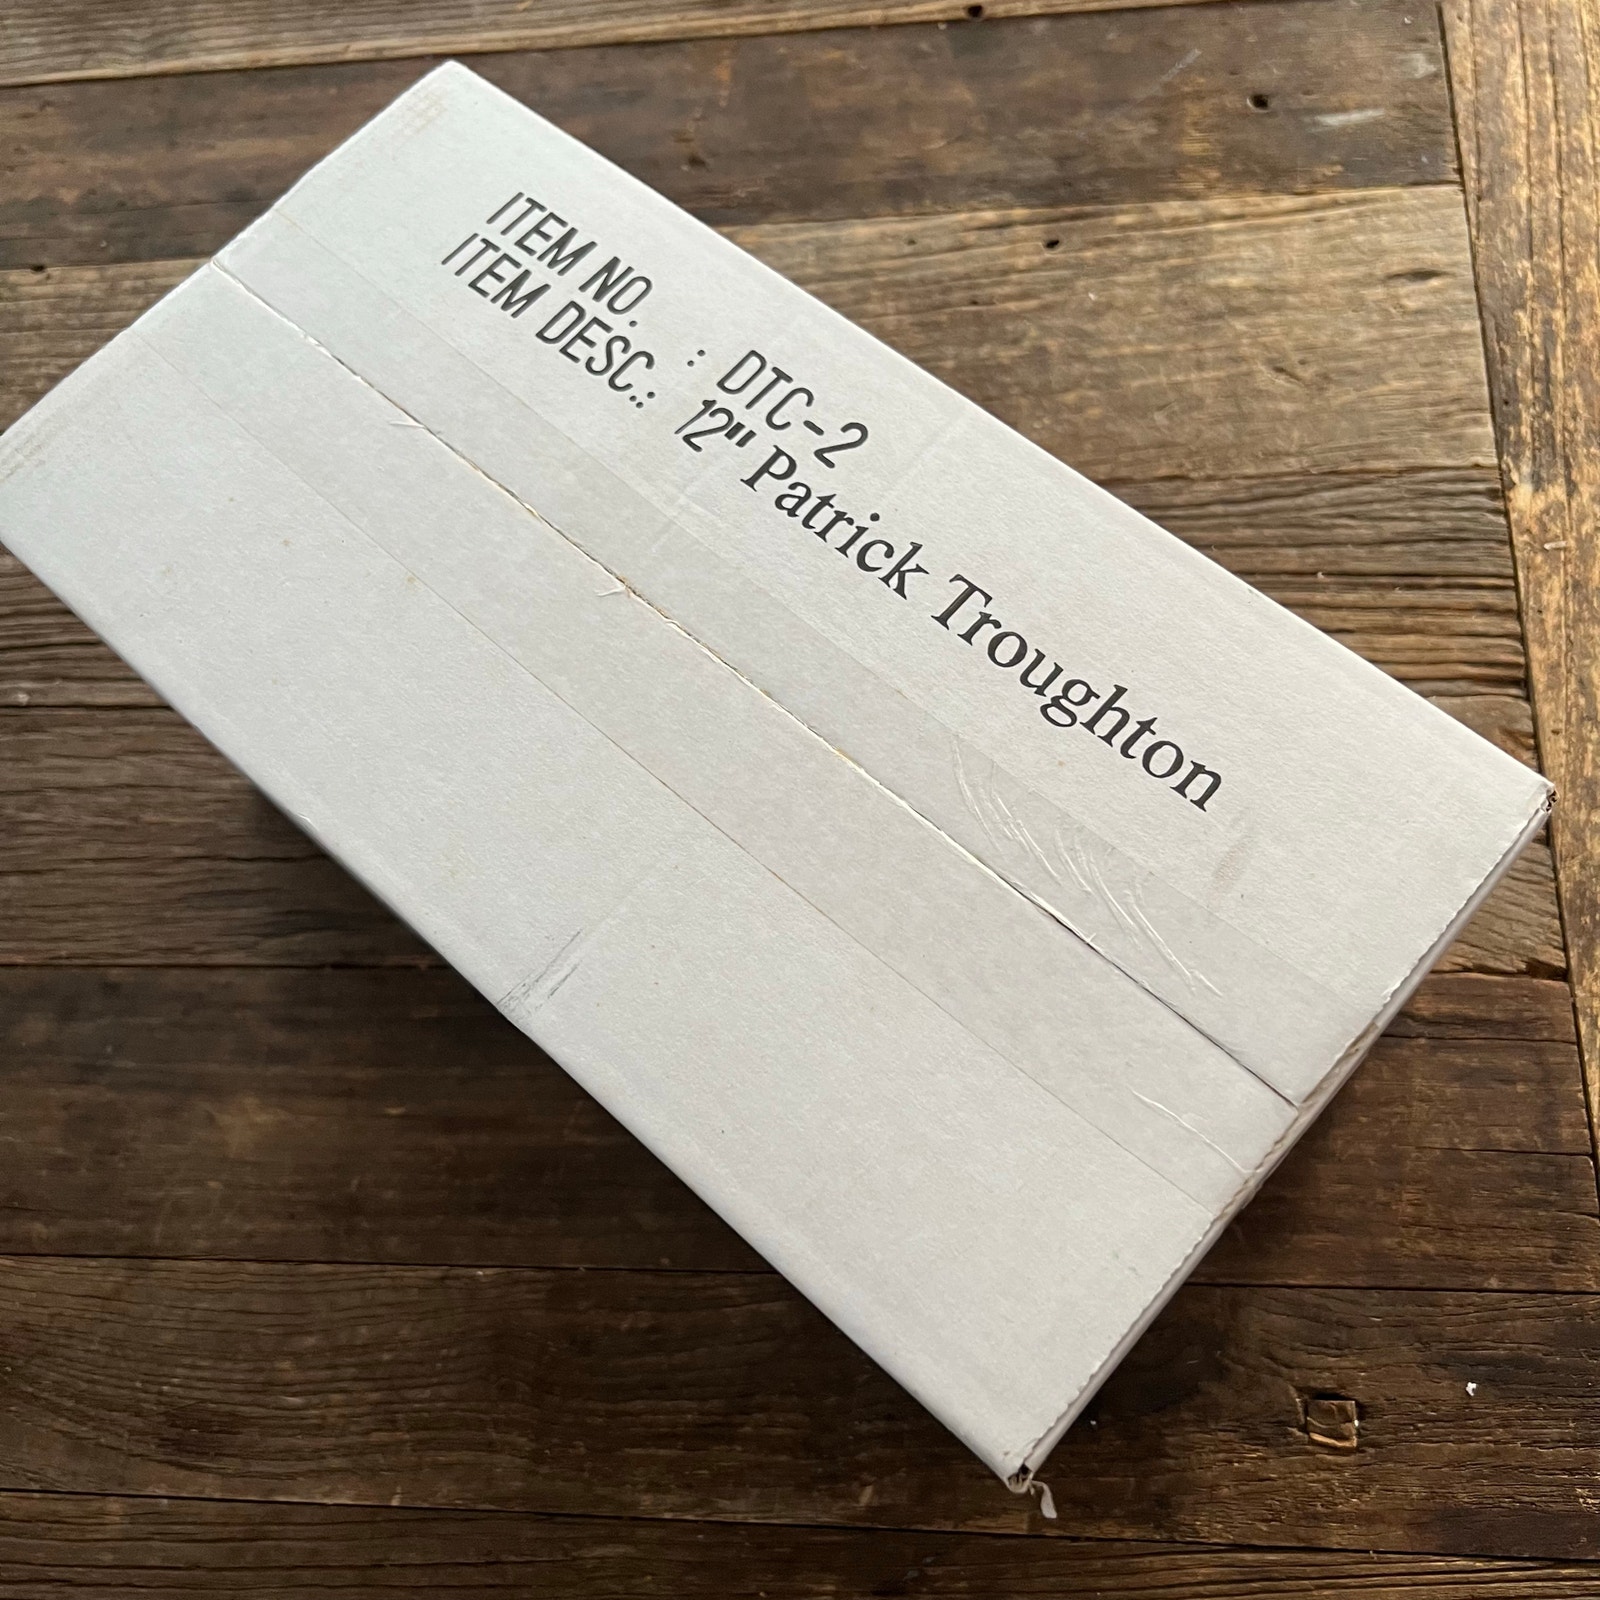 ITEM NO. : DTC-2
ITEM DESC.: 12" Patrick Troughton